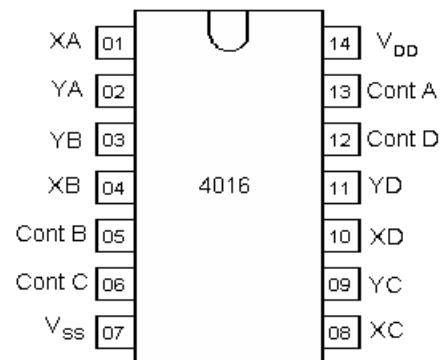 XA 01
YA 02
YB 03
XB 04
Cont B 05
Cont C 06
VSS 07
4016
14 VDD
13 Cont A
12 Cont D
11 YD
10 XD
09 YC
08 XC